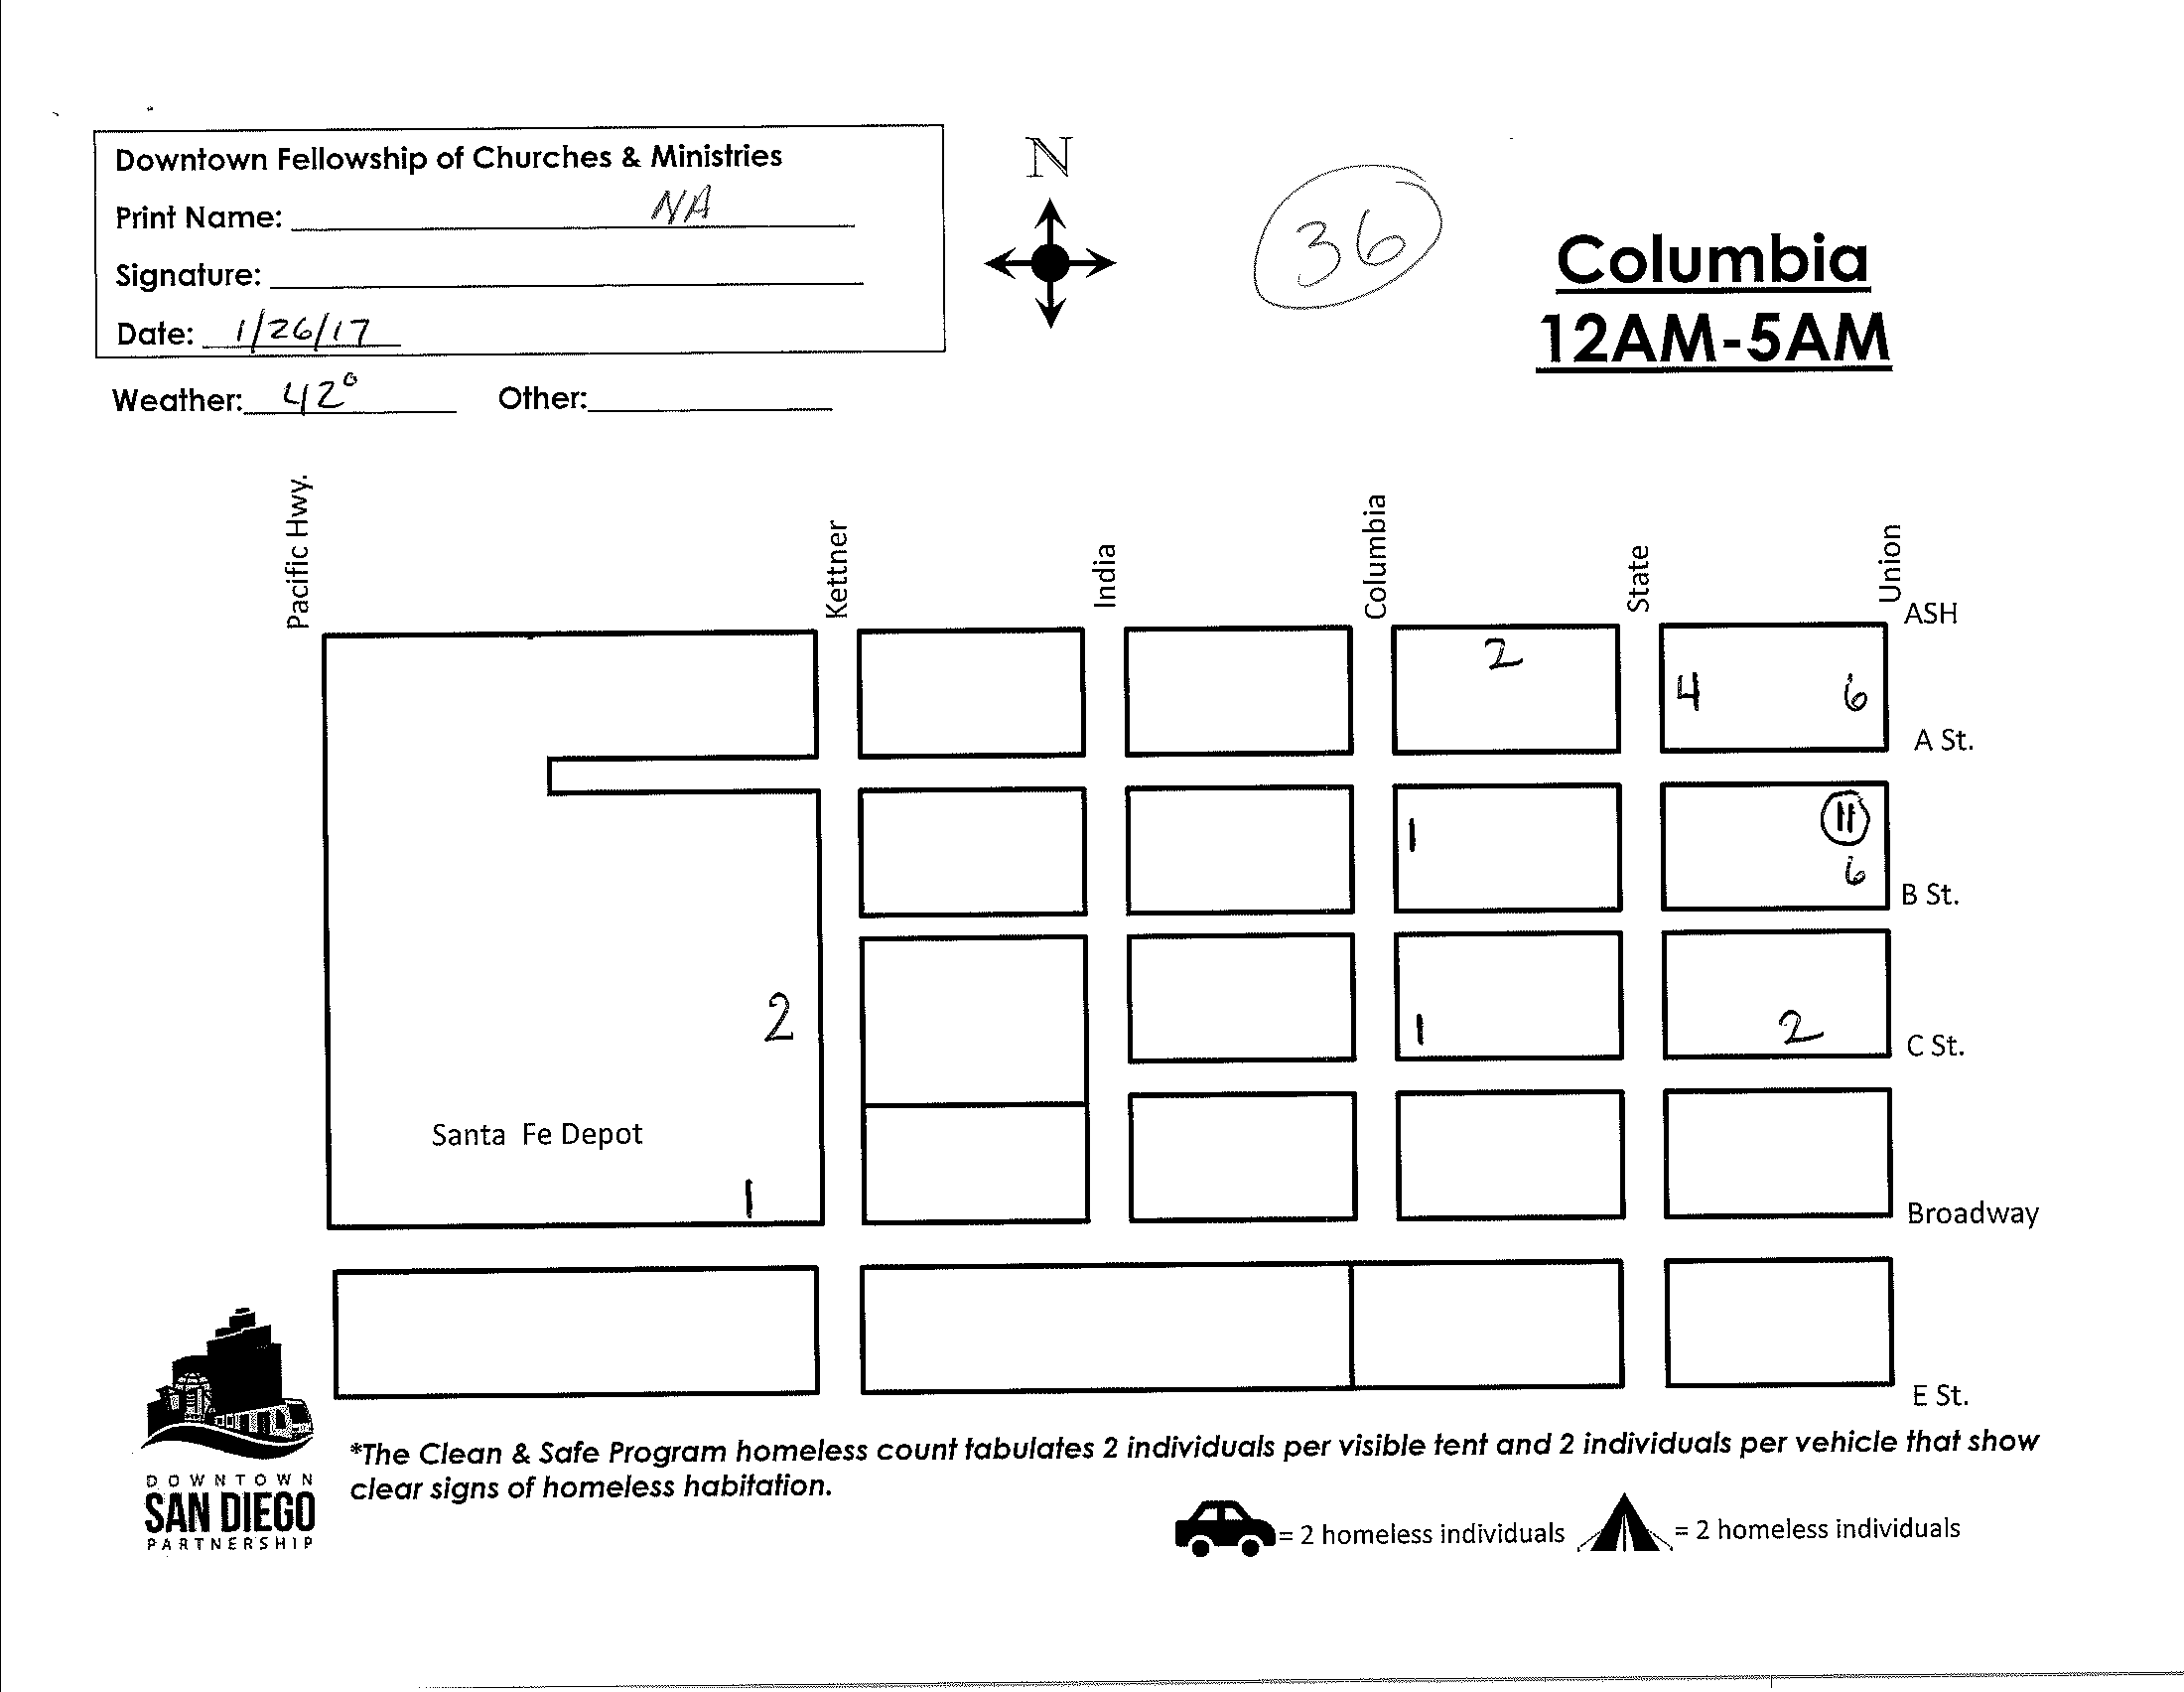 Downtown Fellowship of Churches & Ministries
Print Name: NA
Signature:
Date: 1/26/17
Weather: 42°
Other:
N
36
Columbia
12AM-5AM
Pacific Hwy.
Kettner
India
Columbia
State
Union
ASH
2
4 6
A St.
1
11
6
B St.
2
1
2
C St.
Santa Fe Depot
1
Broadway
E St.
*The Clean & Safe Program homeless count tabulates 2 individuals per visible tent and 2 individuals per vehicle that show
clear signs of homeless habitation.
= 2 homeless individuals
= 2 homeless individuals
DOWNTOWN
SAN DIEGO
PARTNERSHIP